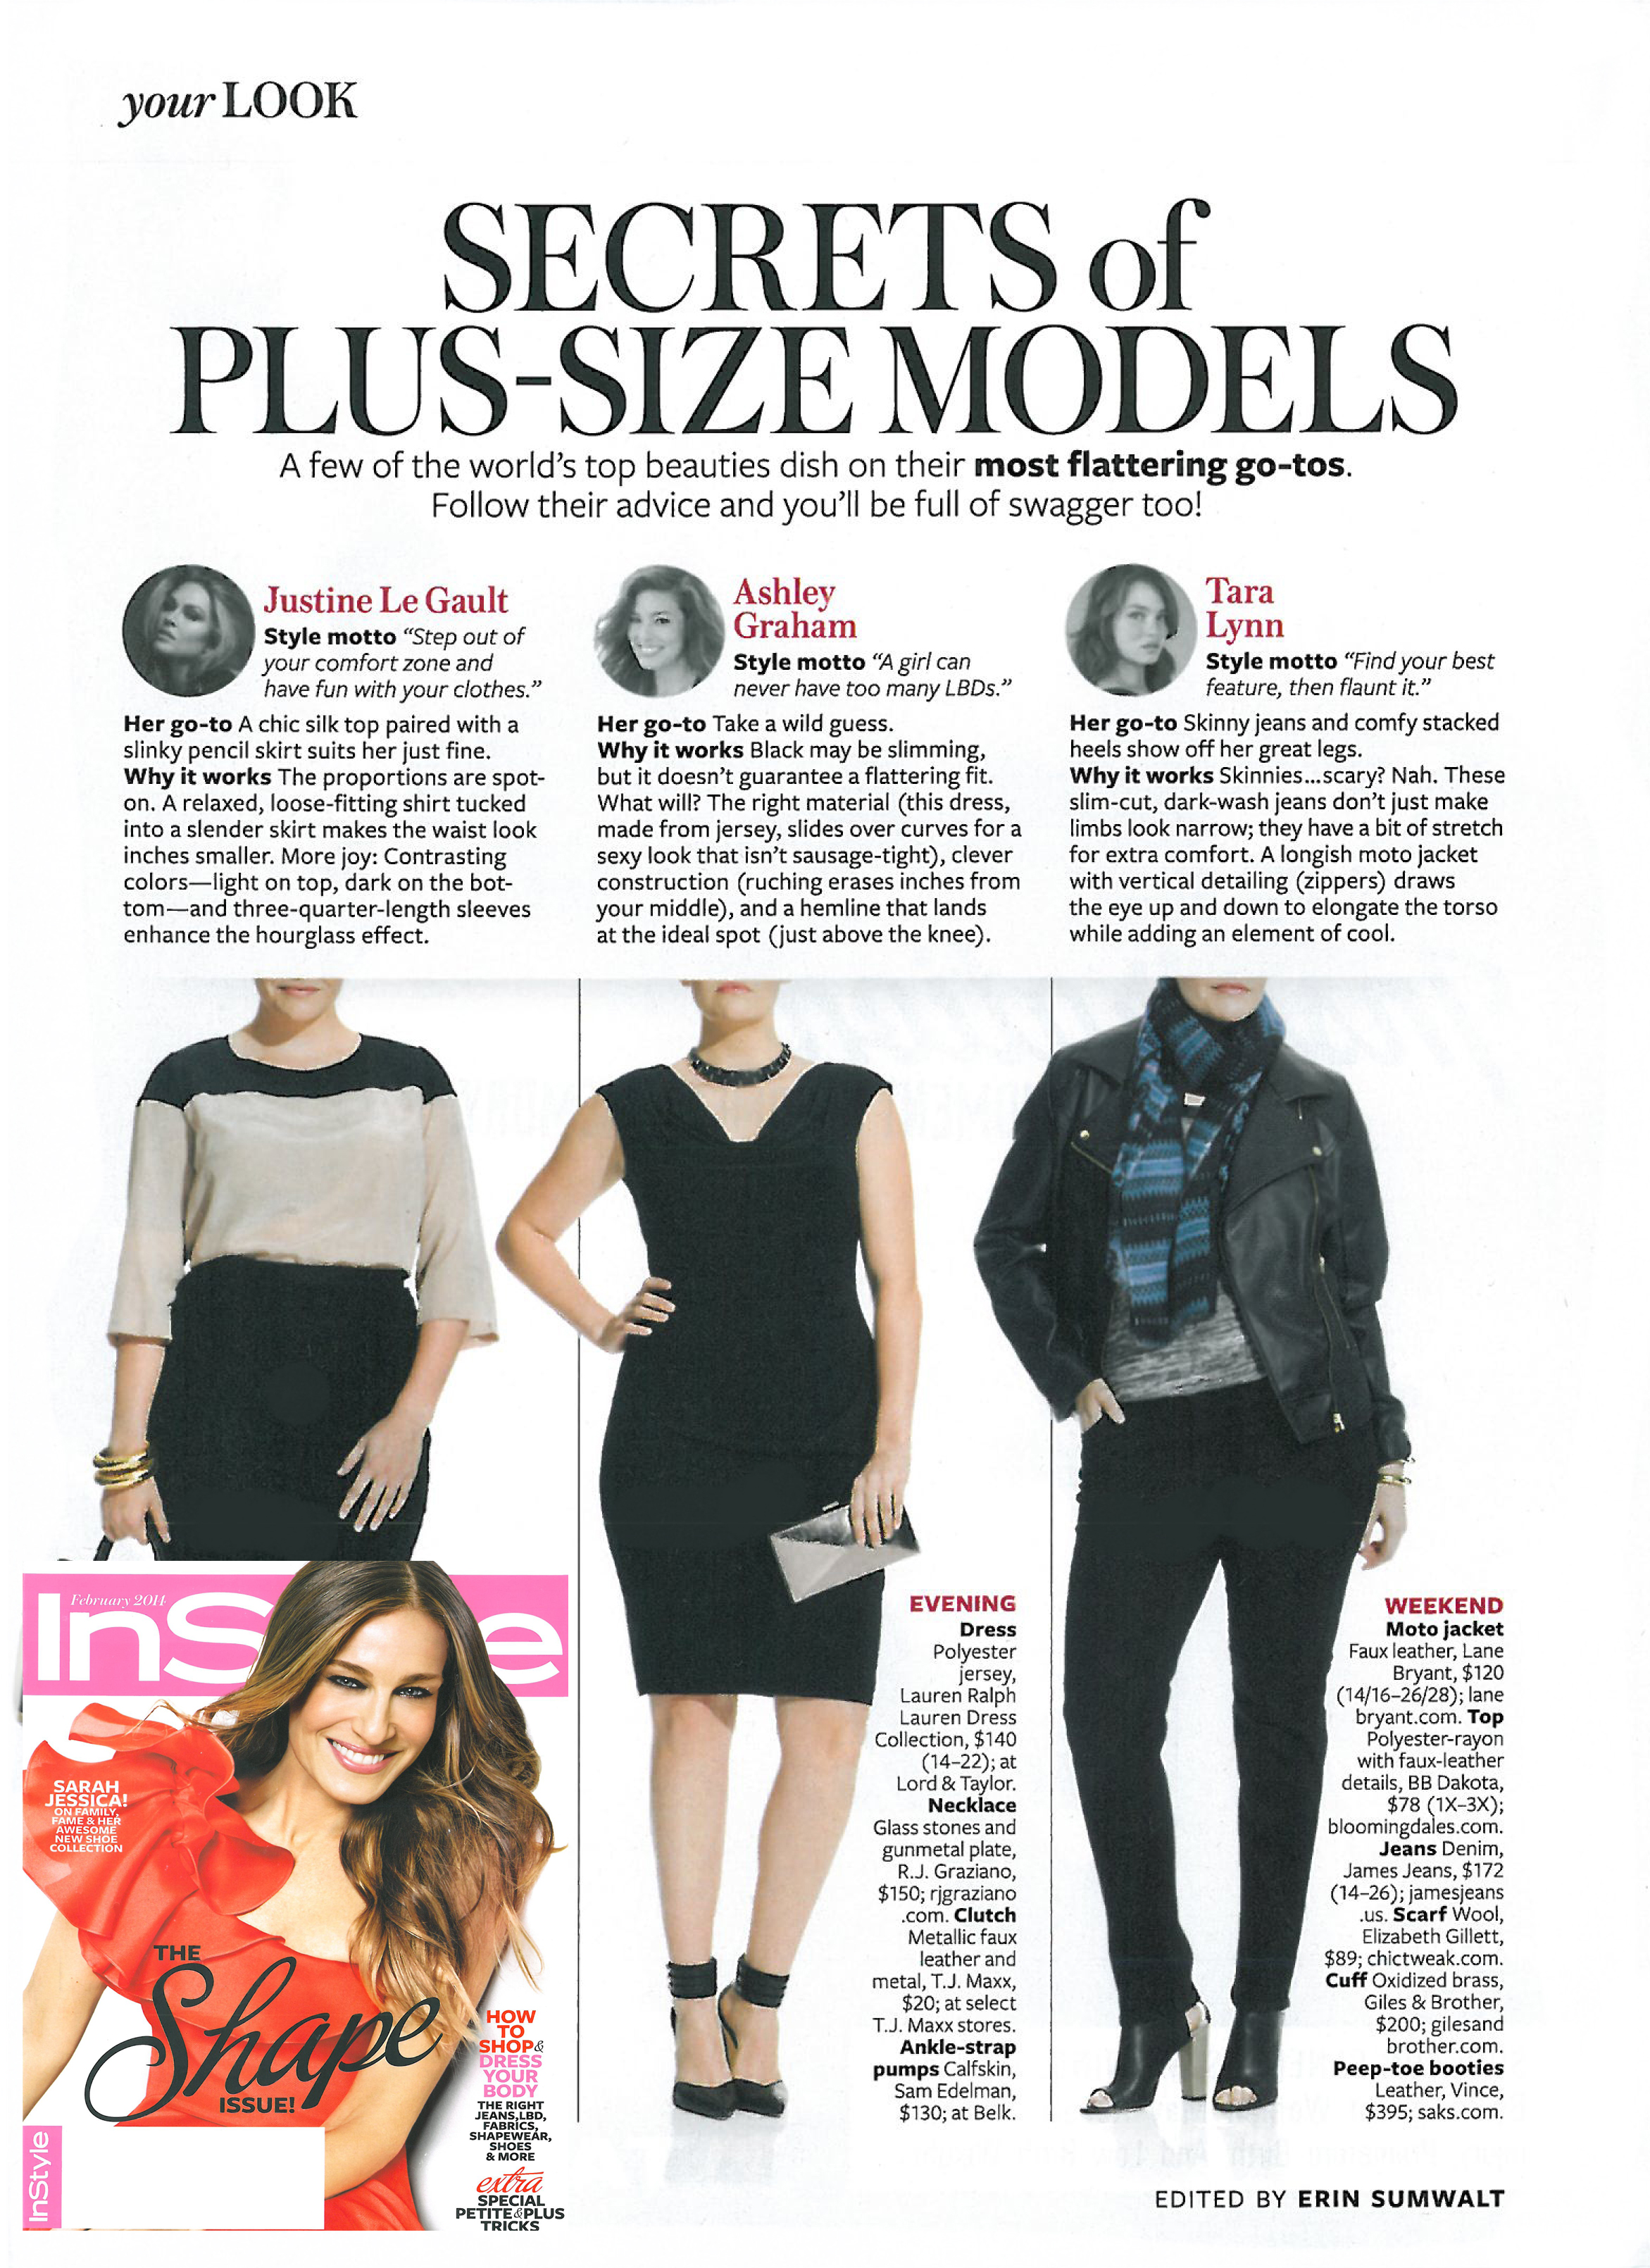 your LOOK
SECRETS of
PLUS-SIZE MODELS
A few of the world's top beauties dish on their most flattering go-tos.
Follow their advice and you'll be full of swagger too!
Justine Le Gault
Style motto “Step out of
your comfort zone and
have fun with your clothes.”
Her go-to A chic silk top paired with a
slinky pencil skirt suits her just fine.
Why it works The proportions are spot-
on. A relaxed, loose-fitting shirt tucked
into a slender skirt makes the waist look
inches smaller. More joy: Contrasting
colors—light on top, dark on the bot-
tom—and three-quarter-length sleeves
enhance the hourglass effect.
Ashley
Graham
Style motto “A girl can
never have too many LBDs.”
Her go-to Take a wild guess.
Why it works Black may be slimming,
but it doesn't guarantee a flattering fit.
What will? The right material (this dress,
made from jersey, slides over curves for a
sexy look that isn't sausage-tight), clever
construction (ruching erases inches from
your middle), and a hemline that lands
at the ideal spot (just above the knee).
Tara
Lynn
Style motto “Find your best
feature, then flaunt it.”
Her go-to Skinny jeans and comfy stacked
heels show off her great legs.
Why it works Skinnies...scary? Nah. These
slim-cut, dark-wash jeans don't just make
limbs look narrow; they have a bit of stretch
for extra comfort. A longish moto jacket
with vertical detailing (zippers) draws
the eye up and down to elongate the torso
while adding an element of cool.
February 2014
InStyle
SARAH
JESSICA!
ON FAMILY,
FAME & HER
AWESOME
NEW SHOE
COLLECTION
THE
Shape
ISSUE!
HOW
TO
SHOP&
DRESS
YOUR
BODY
THE RIGHT
JEANS,LBD,
FABRICS,
SHAPEWEAR,
SHOES
& MORE
extra
SPECIAL
PETITE&PLUS
TRICKS
InStyle
EVENING
Dress
Polyester
jersey,
Lauren Ralph
Lauren Dress
Collection, $140
(14–22); at
Lord & Taylor.
Necklace
Glass stones and
gunmetal plate,
R.J. Graziano,
$150; rjgraziano
.com. Clutch
Metallic faux
leather and
metal, T.J. Maxx,
$20; at select
T.J. Maxx stores.
Ankle-strap
pumps Calfskin,
Sam Edelman,
$130; at Belk.
WEEKEND
Moto jacket
Faux leather, Lane
Bryant, $120
(14/16–26/28); lane
bryant.com. Top
Polyester-rayon
with faux-leather
details, BB Dakota,
$78 (1X–3X);
bloomingdales.com.
Jeans Denim,
James Jeans, $172
(14–26); jamesjeans
.us. Scarf Wool,
Elizabeth Gillett,
$89; chictweak.com.
Cuff Oxidized brass,
Giles & Brother,
$200; gilesand
brother.com.
Peep-toe booties
Leather, Vince,
$395; saks.com.
EDITED BY ERIN SUMWALT